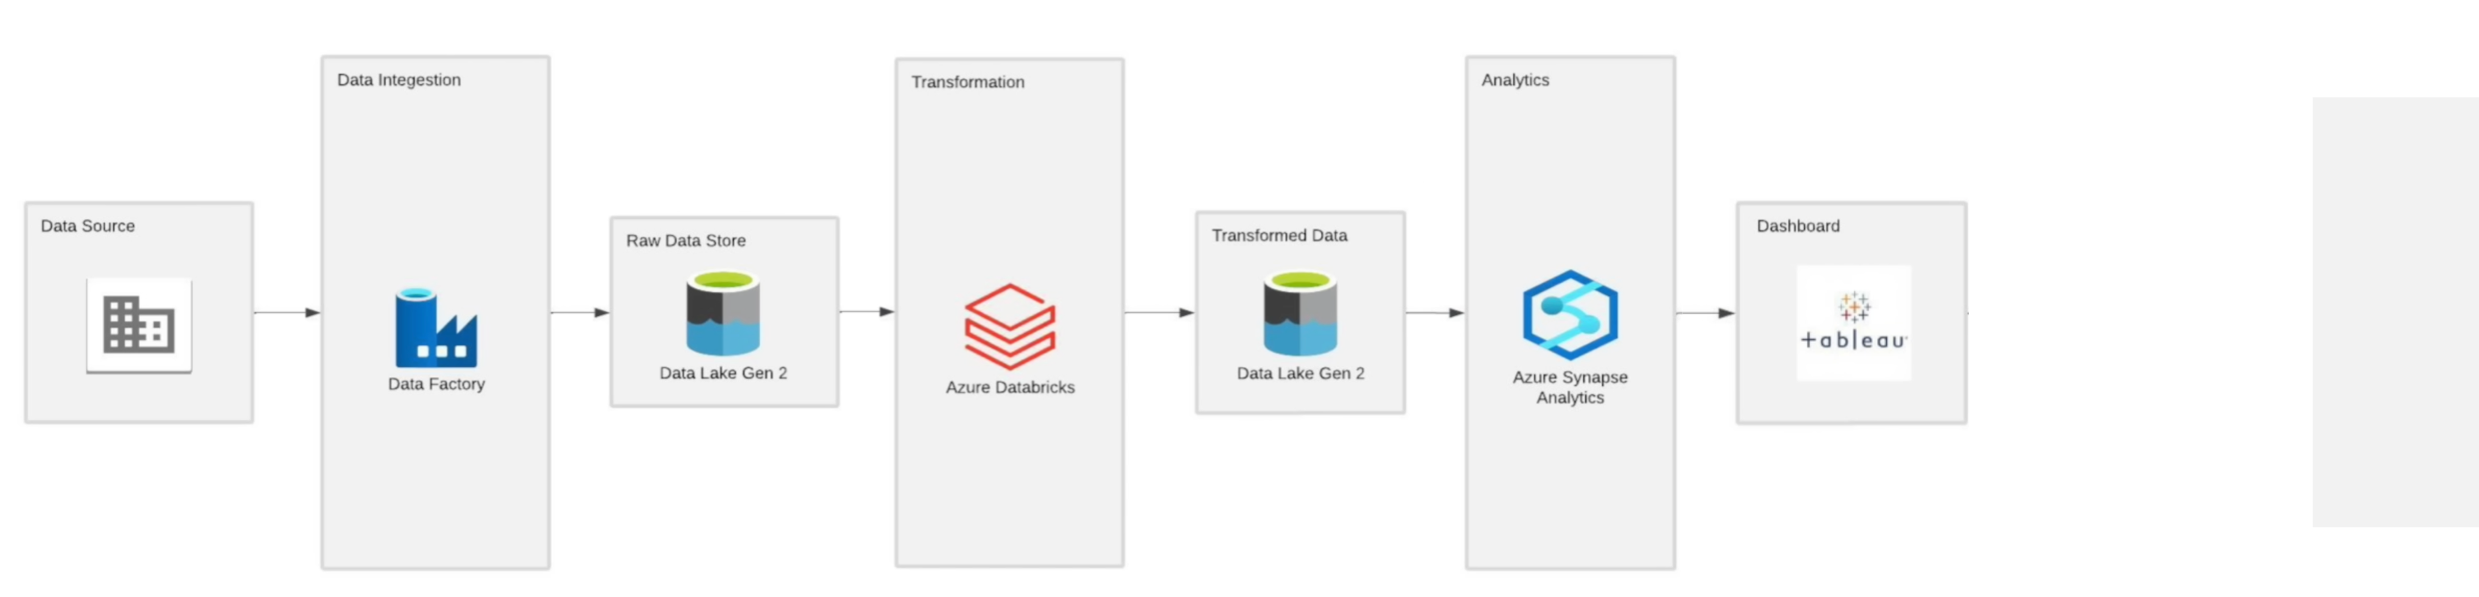 Data Source
Data Integestion
Data Factory
Raw Data Store
Data Lake Gen 2
Transformation
Azure Databricks
Transformed Data
Data Lake Gen 2
Analytics
Azure Synapse
Analytics
Dashboard
+ableau